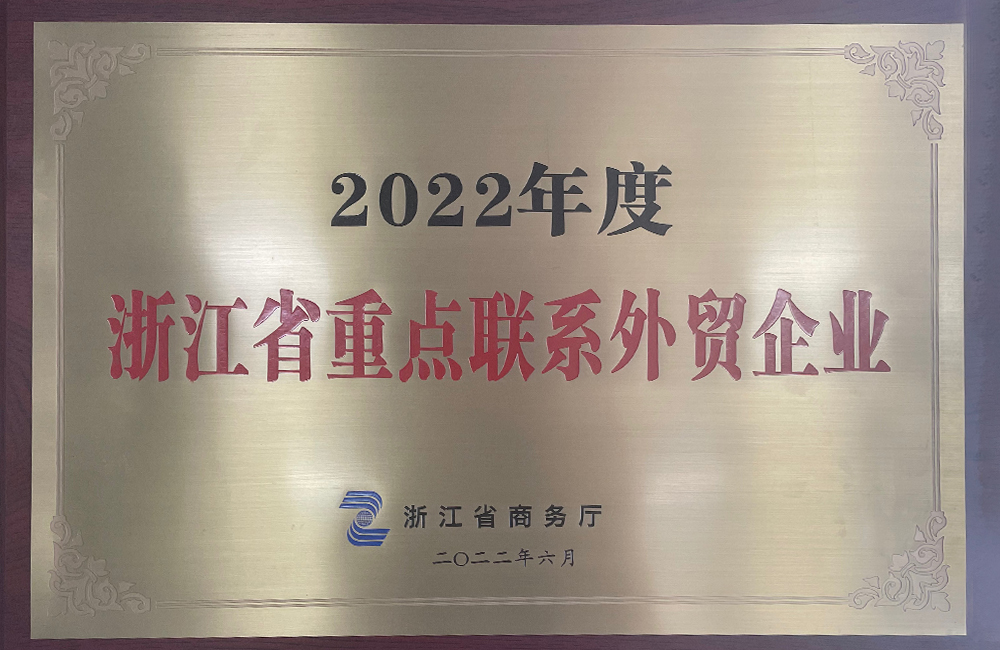 2022年度
浙江省重点联系外贸企业
浙江省商务厅
二〇二二年六月